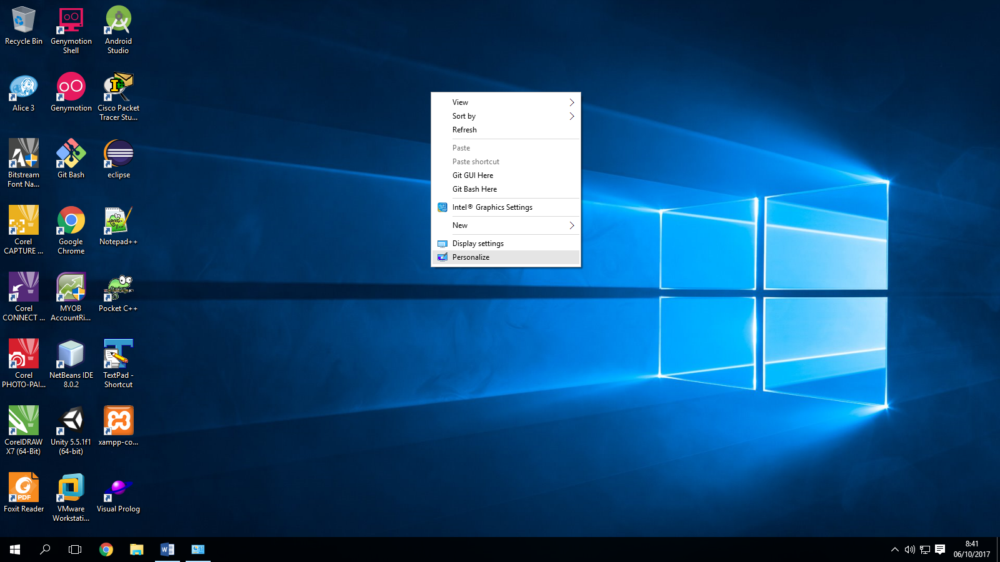 Recycle Bin
Genymotion
Shell
Android
Studio
Alice 3
Genymotion
Cisco Packet
Tracer Stu...
Bitstream
Font Na...
Git Bash
eclipse
Corel
CAPTURE ...
Google
Chrome
Notepad++
Corel
CONNECT ...
MYOB
AccountRi...
Pocket C++
Corel
PHOTO-PAI...
NetBeans IDE
8.0.2
TextPad -
Shortcut
CorelDRAW
X7 (64-Bit)
Unity 5.5.1f1
(64-bit)
xampp-co...
PDF
Foxit Reader
VMware
Workstati...
Visual Prolog
View
Sort by
Refresh
Paste
Paste shortcut
Git GUI Here
Git Bash Here
Intel® Graphics Settings
New
Display settings
Personalize
8:41
06/10/2017